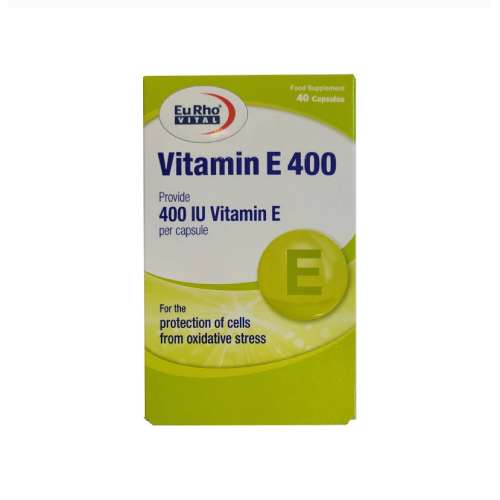 Food Supplement
40 Capsules
EuRho®
VITAL
Vitamin E 400
Provide
400 IU Vitamin E
per capsule
E
For the
protection of cells
from oxidative stress